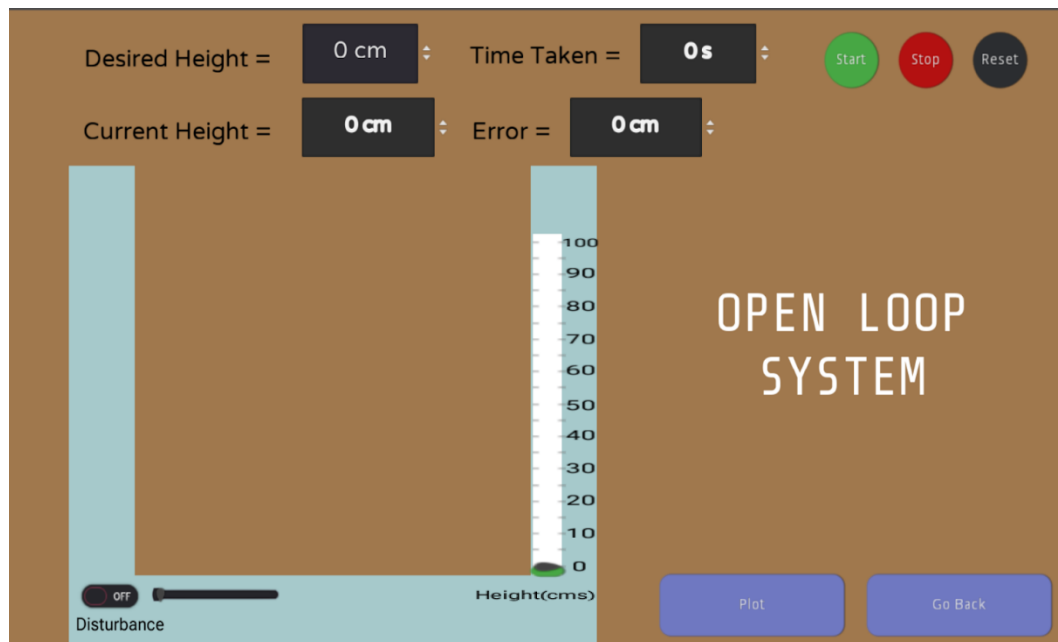 Desired Height = 0 cm Time Taken = 0 s Start Stop Reset
Current Height = 0 cm Error = 0 cm
100
90
80
70
60
50
40
30
20
10
0
Height(cms)
OPEN LOOP
SYSTEM
OFF
Disturbance
Plot Go Back